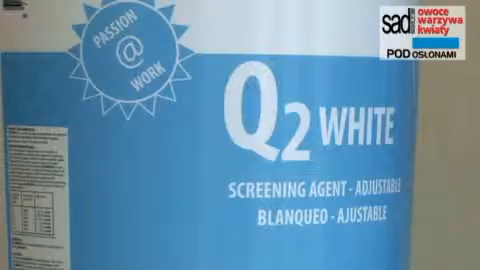 PASSION
@
WORK
Q2 WHITE
SCREENING AGENT - ADJUSTABLE
BLANQUEO - AJUSTABLE
sad
owoce
warzywa
kwiaty
POD OSŁONAMI